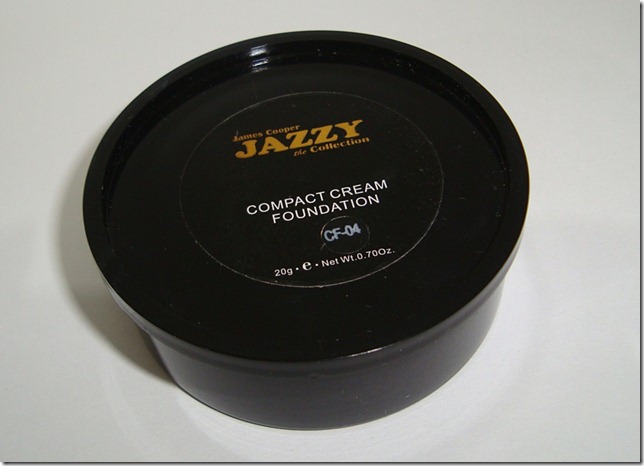 James Cooper
JAZZY
the Collection
COMPACT CREAM
FOUNDATION
CF-04
20g • e • Net Wt.0.70Oz.